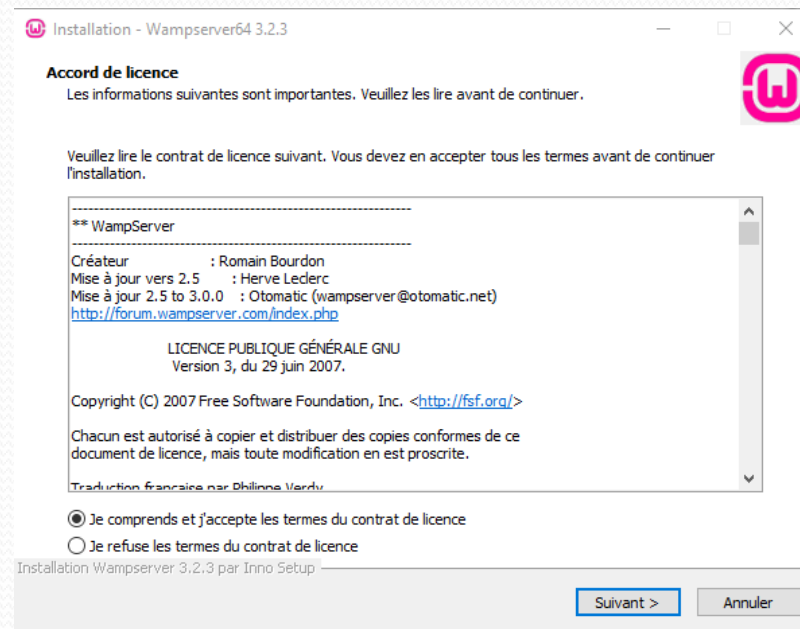 Installation - Wampserver64 3.2.3
Accord de licence
Les informations suivantes sont importantes. Veuillez les lire avant de continuer.
Veuillez lire le contrat de licence suivant. Vous devez en accepter tous les termes avant de continuer
l'installation.
---------------------------------------------------------------
** WampServer
---------------------------------------------------------------
Créateur : Romain Bourdon
Mise à jour vers 2.5 : Herve Leclerc
Mise à jour 2.5 to 3.0.0 : Otomatic (wampserver@otomatic.net)
http://forum.wampserver.com/index.php
LICENCE PUBLIQUE GÉNÉRALE GNU
Version 3, du 29 juin 2007.
Copyright (C) 2007 Free Software Foundation, Inc. <http://fsf.org/>
Chacun est autorisé à copier et distribuer des copies conformes de ce
document de licence, mais toute modification en est proscrite.
Traduction française par Philippe Verdy
Je comprends et j'accepte les termes du contrat de licence
Je refuse les termes du contrat de licence
Installation Wampserver 3.2.3 par Inno Setup
Suivant >
Annuler